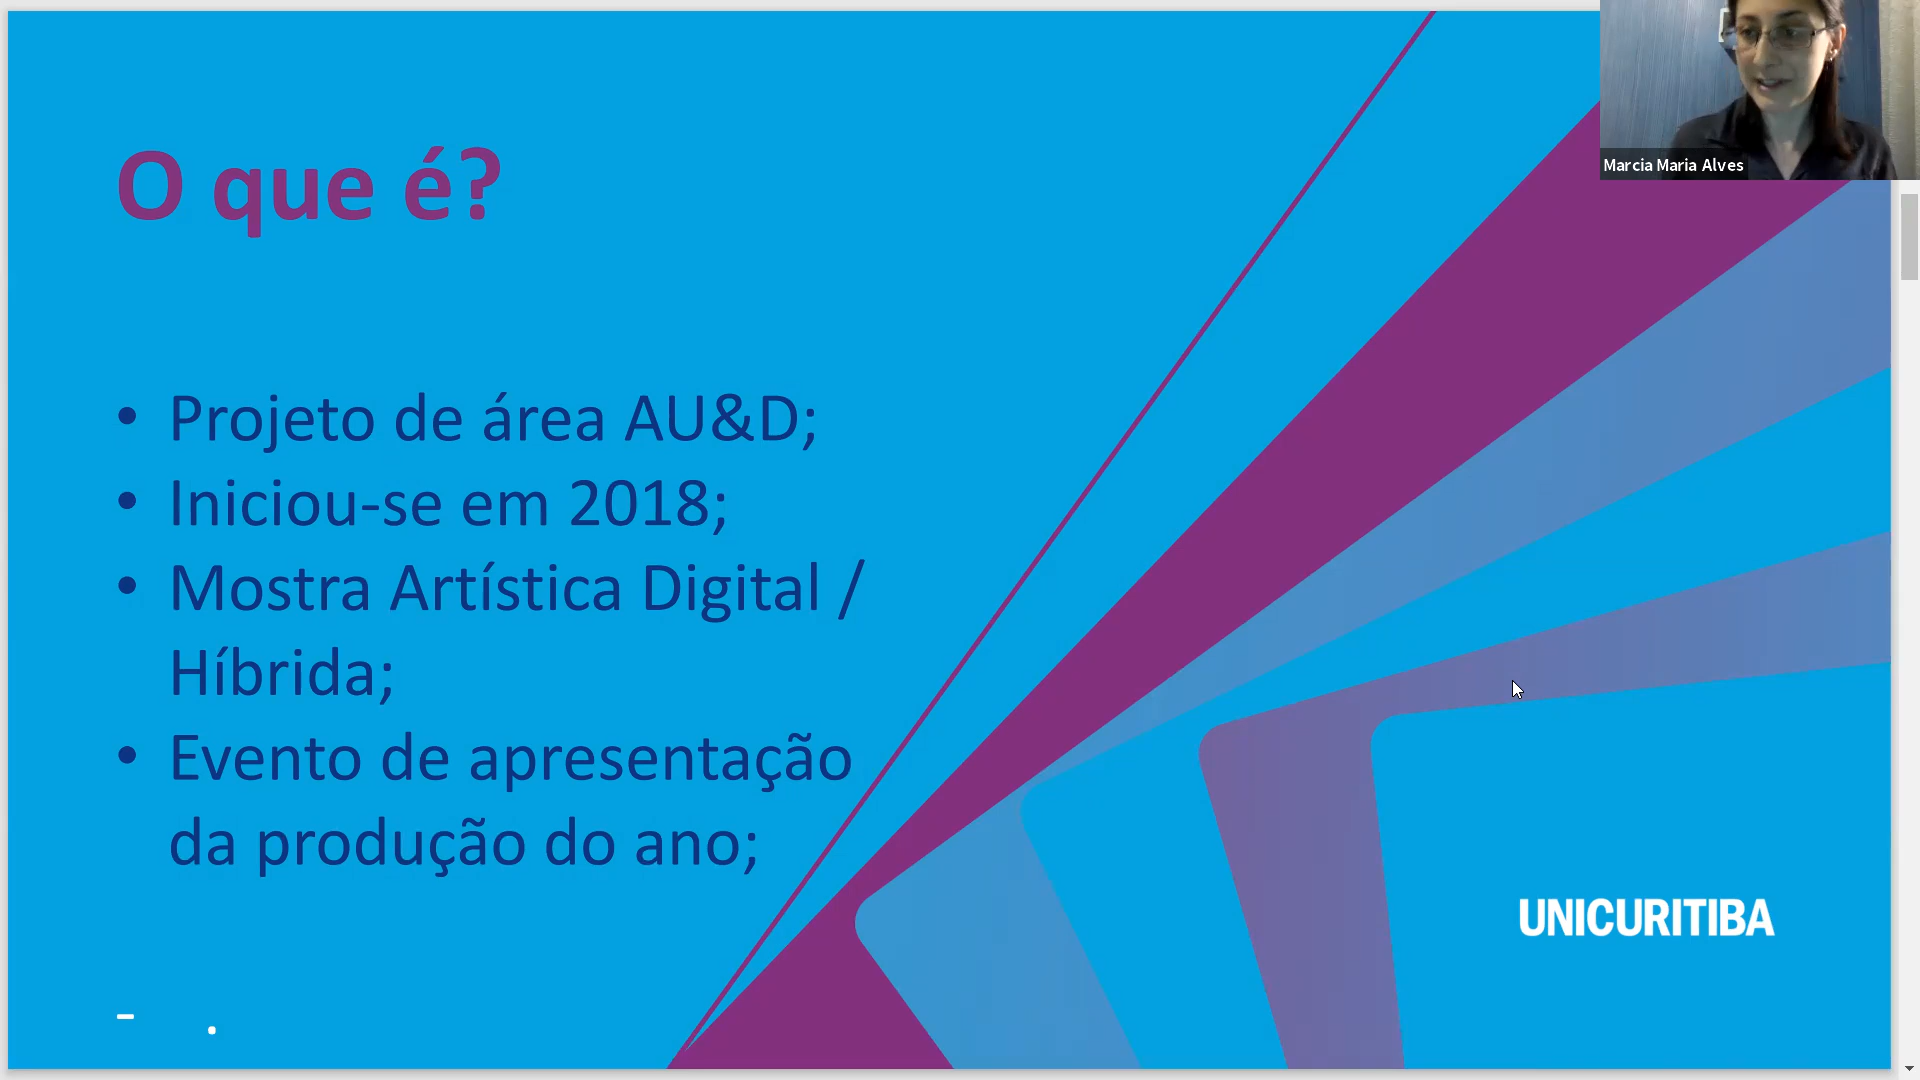 Marcia Maria Alves
O que é?
• Projeto de área AU&D;
• Iniciou-se em 2018;
• Mostra Artística Digital /
Híbrida;
• Evento de apresentação
da produção do ano;
UNICURITIBA
- .